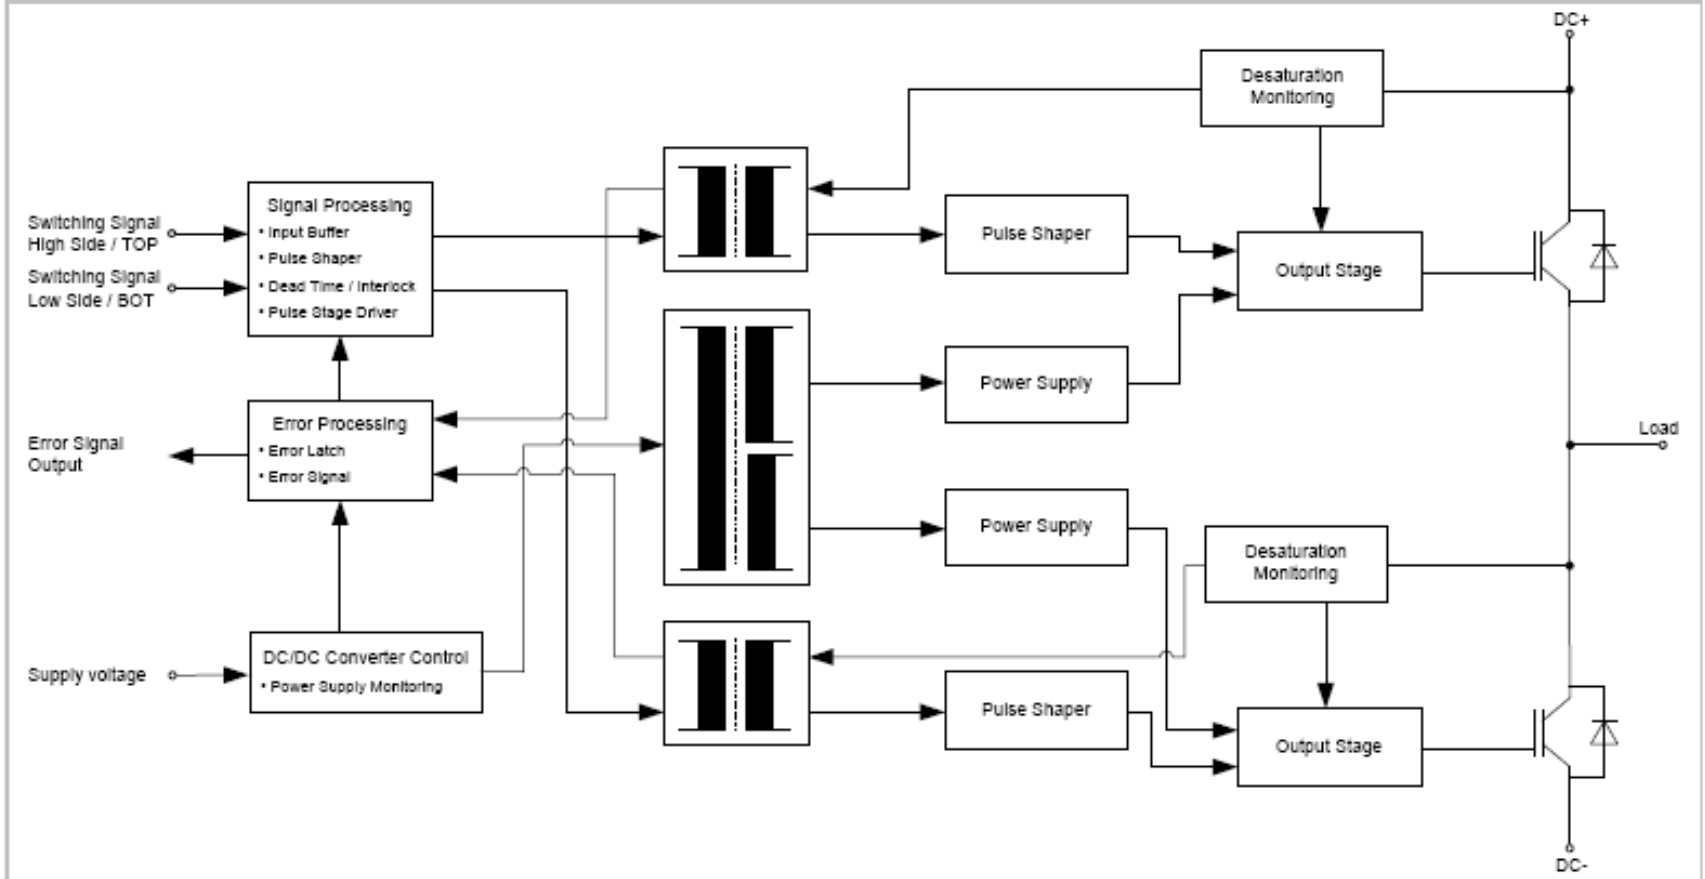 DC+
Desaturation
Monitoring
Signal Processing
• Input Buffer
• Pulse Shaper
• Dead Time / Interlock
• Pulse Stage Driver
Switching Signal
High Side / TOP
Switching Signal
Low Side / BOT
Pulse Shaper
Output Stage
Power Supply
Error Processing
• Error Latch
• Error Signal
Error Signal
Output
Load
Power Supply
Desaturation
Monitoring
DC/DC Converter Control
• Power Supply Monitoring
Supply voltage
Pulse Shaper
Output Stage
DC-